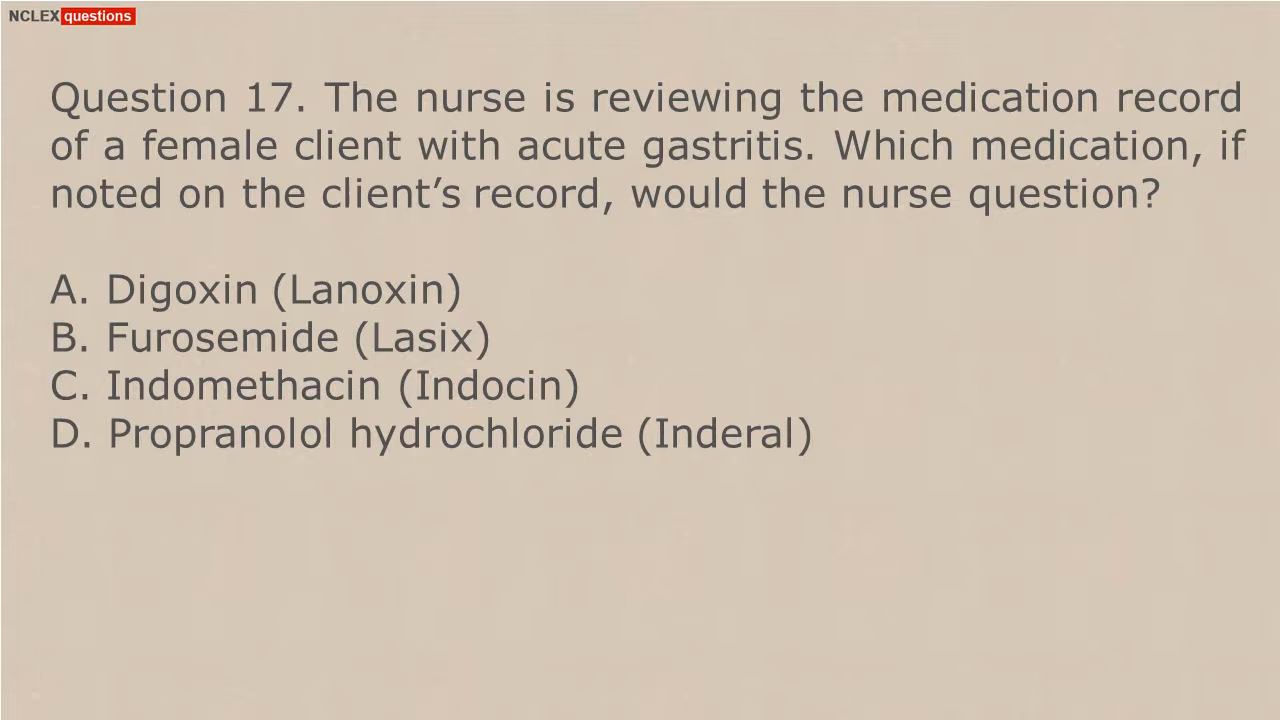 NCLEX questions
Question 17. The nurse is reviewing the medication record
of a female client with acute gastritis. Which medication, if
noted on the client’s record, would the nurse question?
A. Digoxin (Lanoxin)
B. Furosemide (Lasix)
C. Indomethacin (Indocin)
D. Propranolol hydrochloride (Inderal)